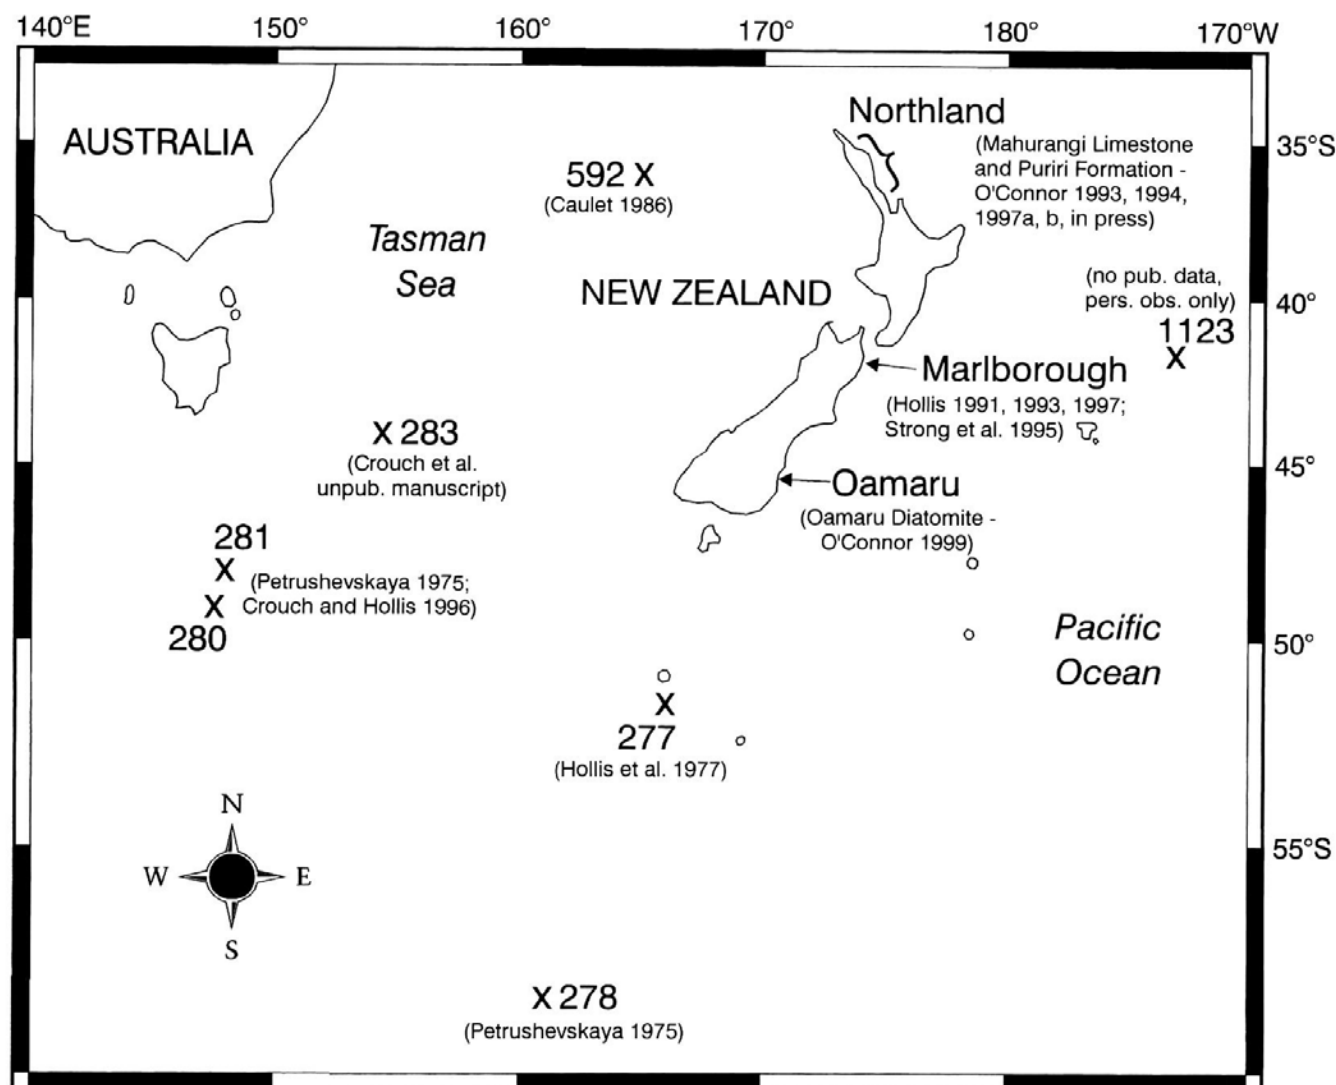 140°E 150° 160° 170° 180° 170°W
AUSTRALIA
Northland
(Mahurangi Limestone
and Puriri Formation -
O'Connor 1993, 1994,
1997a, b, in press)
35°S
592 X
(Caulet 1986)
Tasman
Sea
NEW ZEALAND
(no pub. data,
pers. obs. only)
1123
X
40°
Marlborough
(Hollis 1991, 1993, 1997;
Strong et al. 1995)
X 283
(Crouch et al.
unpub. manuscript)
45°
Oamaru
(Oamaru Diatomite -
O'Connor 1999)
281
X
(Petrushevskaya 1975;
Crouch and Hollis 1996)
X
280
Pacific
Ocean
50°
X
277
(Hollis et al. 1977)
N
W E
S
55°S
X 278
(Petrushevskaya 1975)